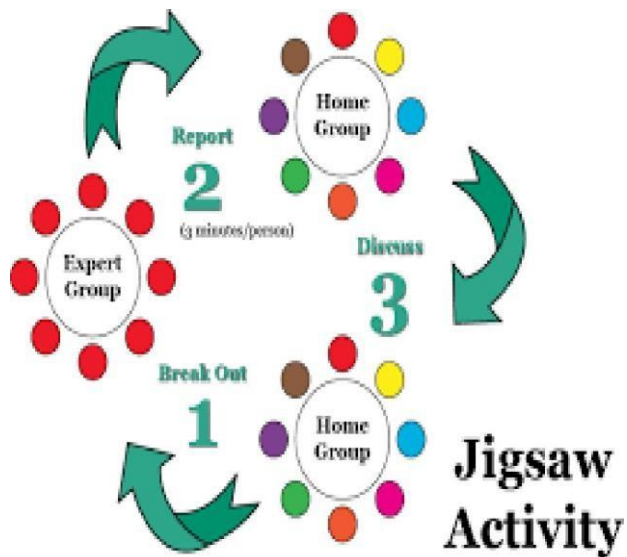 Home
Group
Report
2
(3 minutes/person)
Expert
Group
Discuss
3
Break Out
1
Home
Group
Jigsaw
Activity